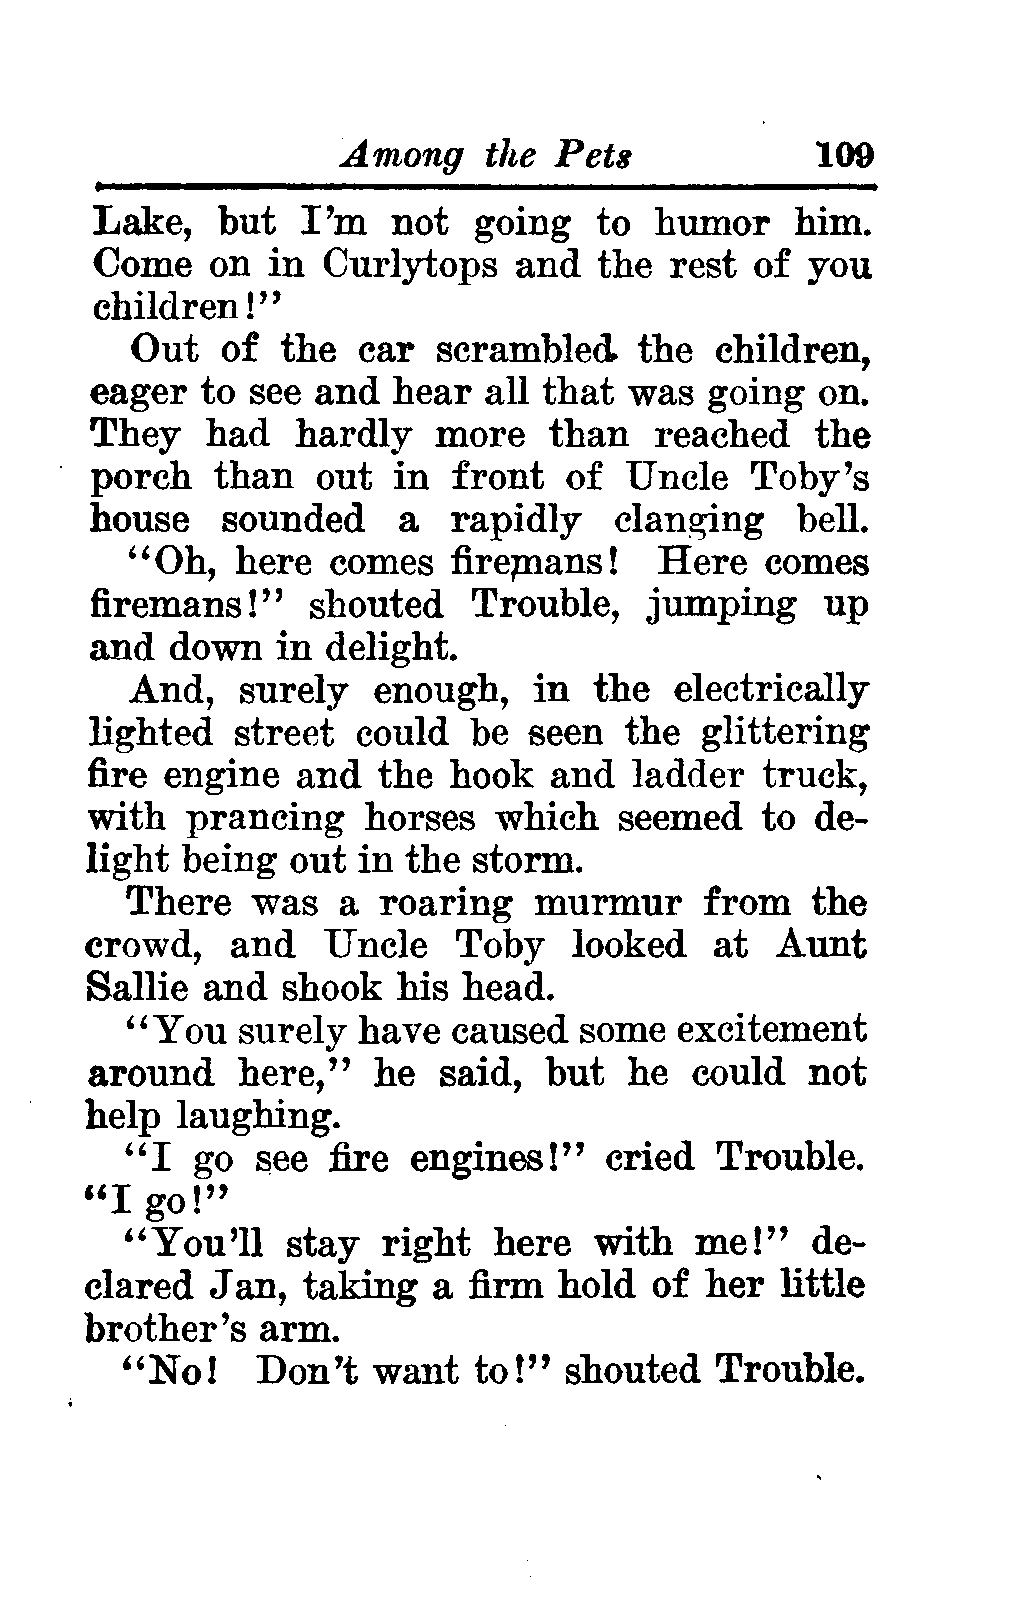 Among the Pets 109
Lake, but I'm not going to humor him.
Come on in Curlytops and the rest of you
children!"
Out of the car scrambled the children,
eager to see and hear all that was going on.
They had hardly more than reached the
porch than out in front of Uncle Toby's
house sounded a rapidly clanging bell.
"Oh, here comes firemans! Here comes
firemans!" shouted Trouble, jumping up
and down in delight.
And, surely enough, in the electrically
lighted street could be seen the glittering
fire engine and the hook and ladder truck,
with prancing horses which seemed to de-
light being out in the storm.
There was a roaring murmur from the
crowd, and Uncle Toby looked at Aunt
Sallie and shook his head.
"You surely have caused some excitement
around here," he said, but he could not
help laughing.
"I go see fire engines!" cried Trouble.
"I go!"
"You'll stay right here with me!" de-
clared Jan, taking a firm hold of her little
brother's arm.
"No! Don't want to!" shouted Trouble.